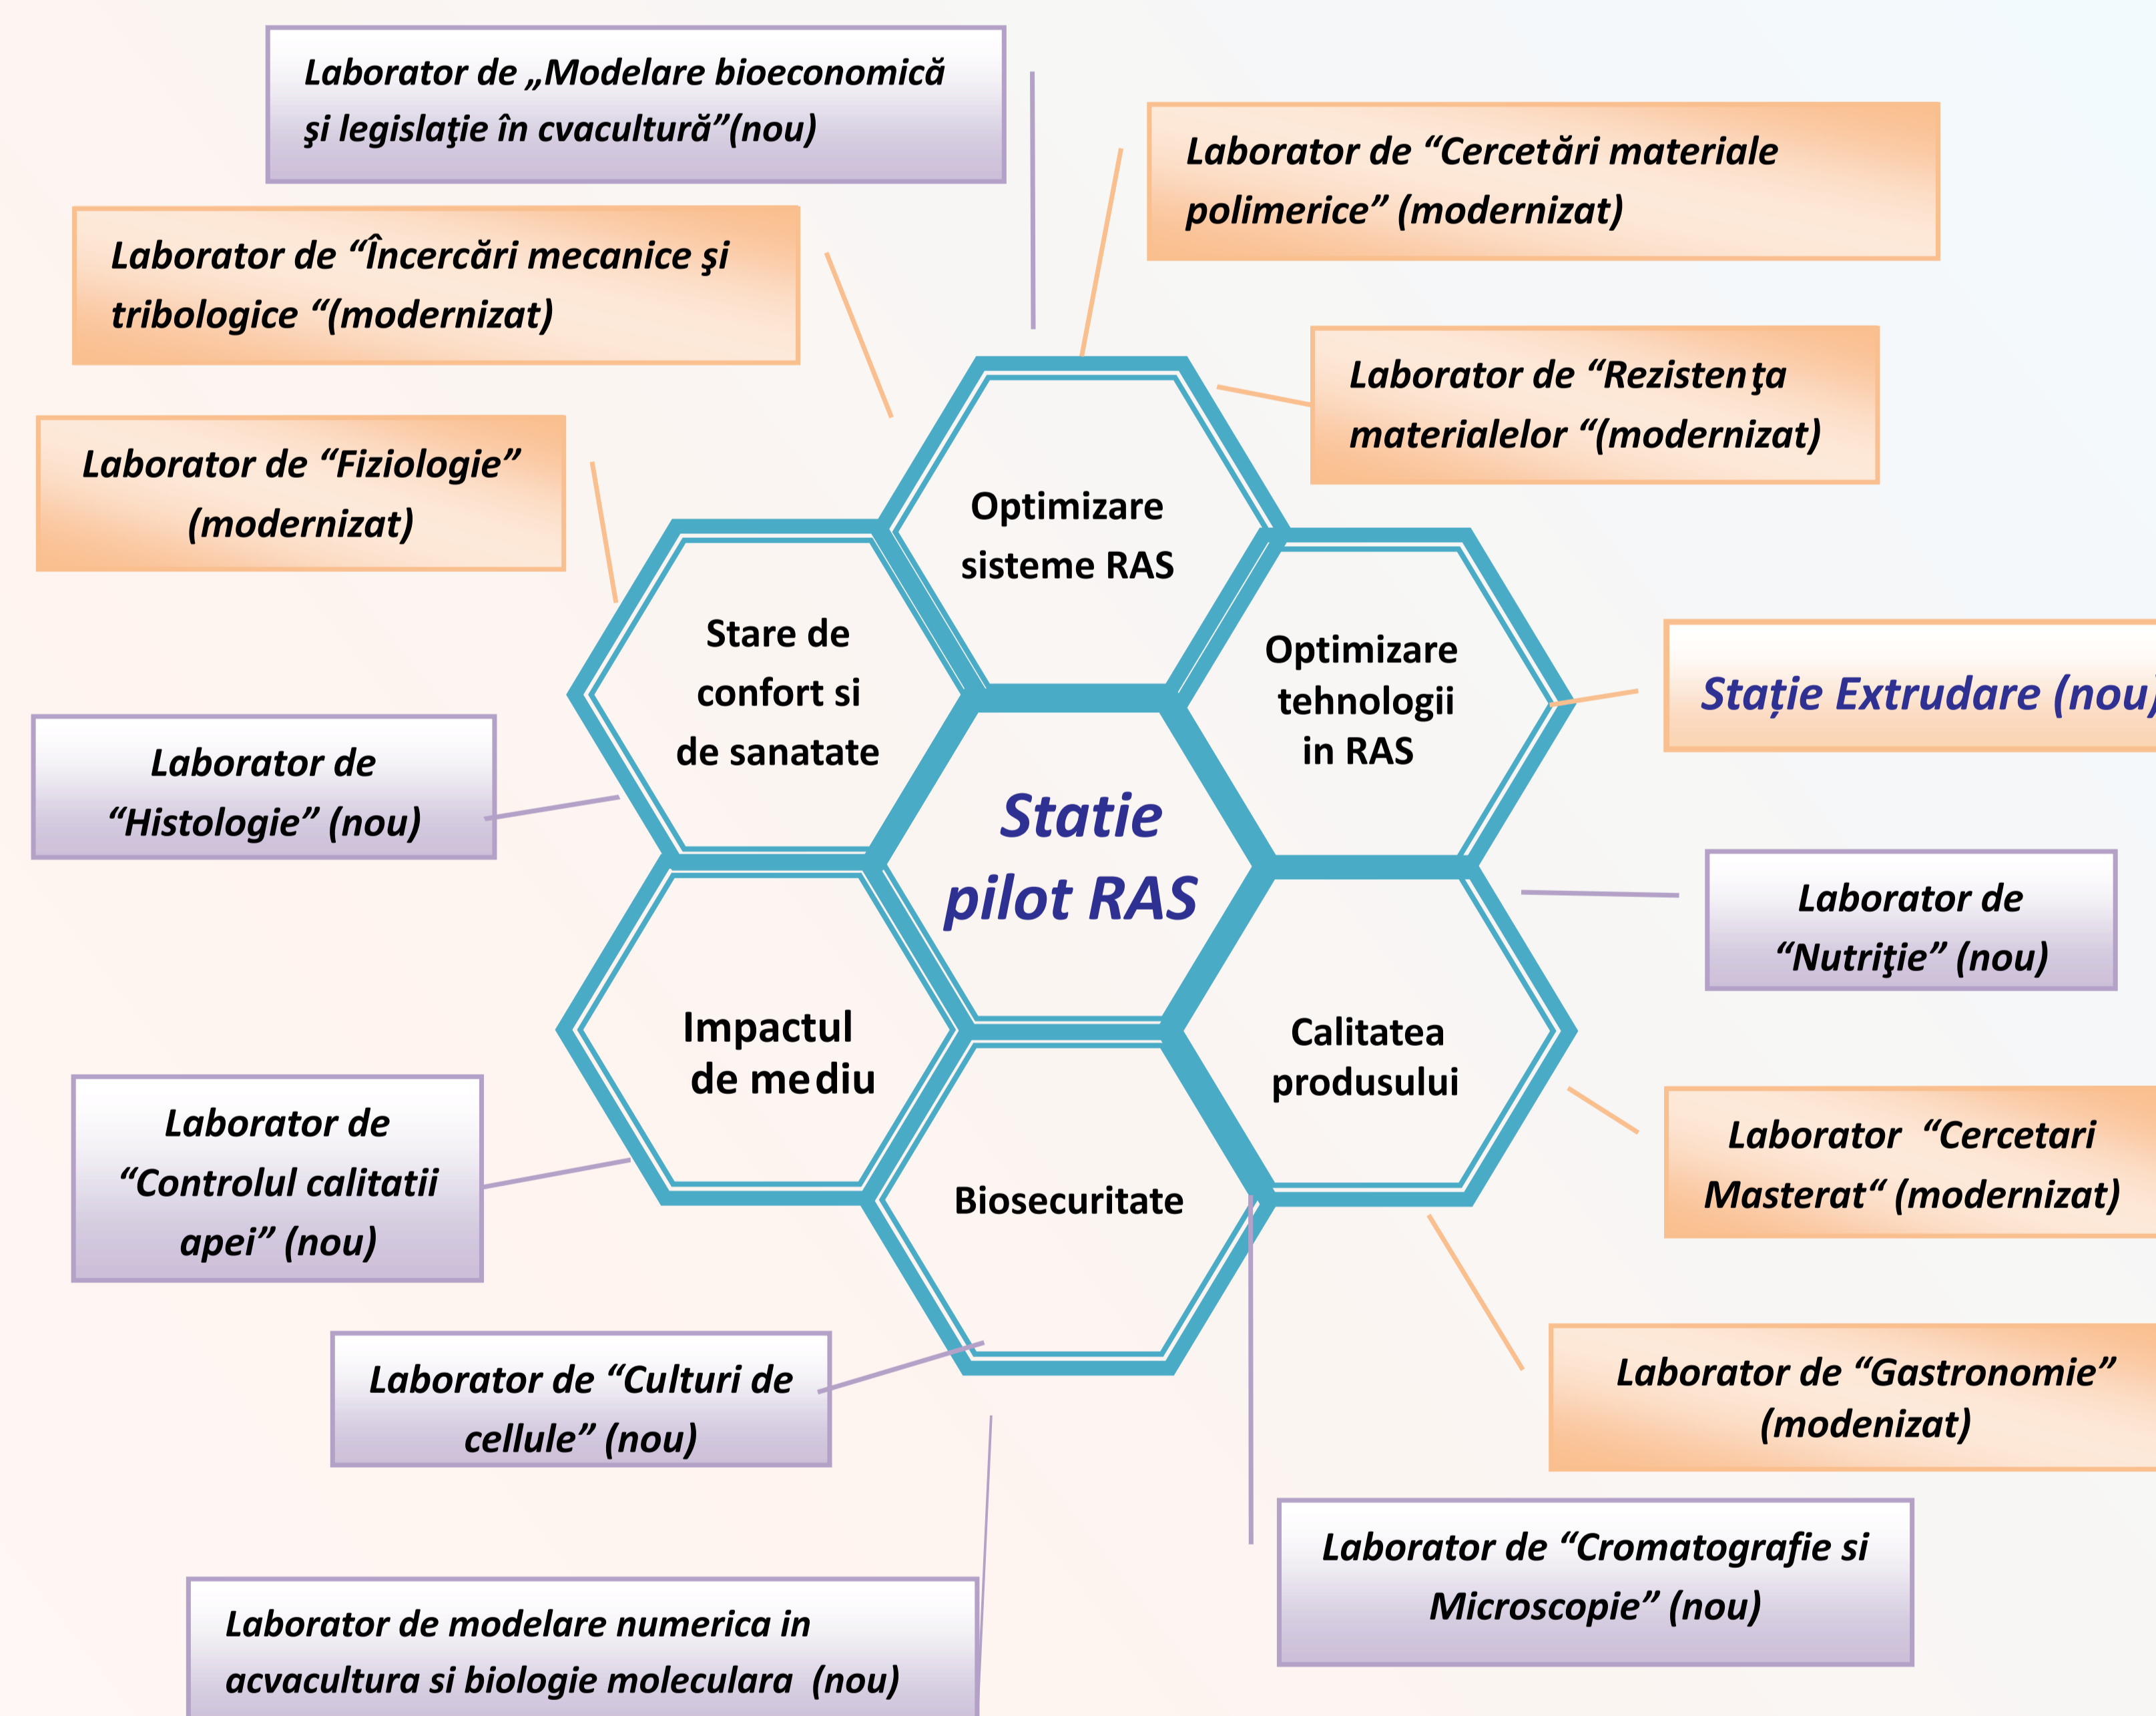 Laborator de „Modelare bioeconomică
şi legislaţie în cvacultură”(nou)
Laborator de “Cercetări materiale
polimerice” (modernizat)
Laborator de “Încercări mecanice şi
tribologice “(modernizat)
Laborator de “Rezistenţa
materialelor “(modernizat)
Laborator de “Fiziologie”
(modernizat)
Optimizare
sisteme RAS
Stare de
confort si
de sanatate
Optimizare
tehnologii
in RAS
Stație Extrudare (nou)
Laborator de
“Histologie” (nou)
Statie
pilot RAS
Laborator de
“Nutriţie” (nou)
Impactul
de mediu
Calitatea
produsului
Laborator de
“Controlul calitatii
apei” (nou)
Laborator “Cercetari
Masterat“ (modernizat)
Biosecuritate
Laborator de “Culturi de
cellule” (nou)
Laborator de “Gastronomie”
(modenizat)
Laborator de “Cromatografie si
Microscopie” (nou)
Laborator de modelare numerica in
acvacultura si biologie moleculara (nou)